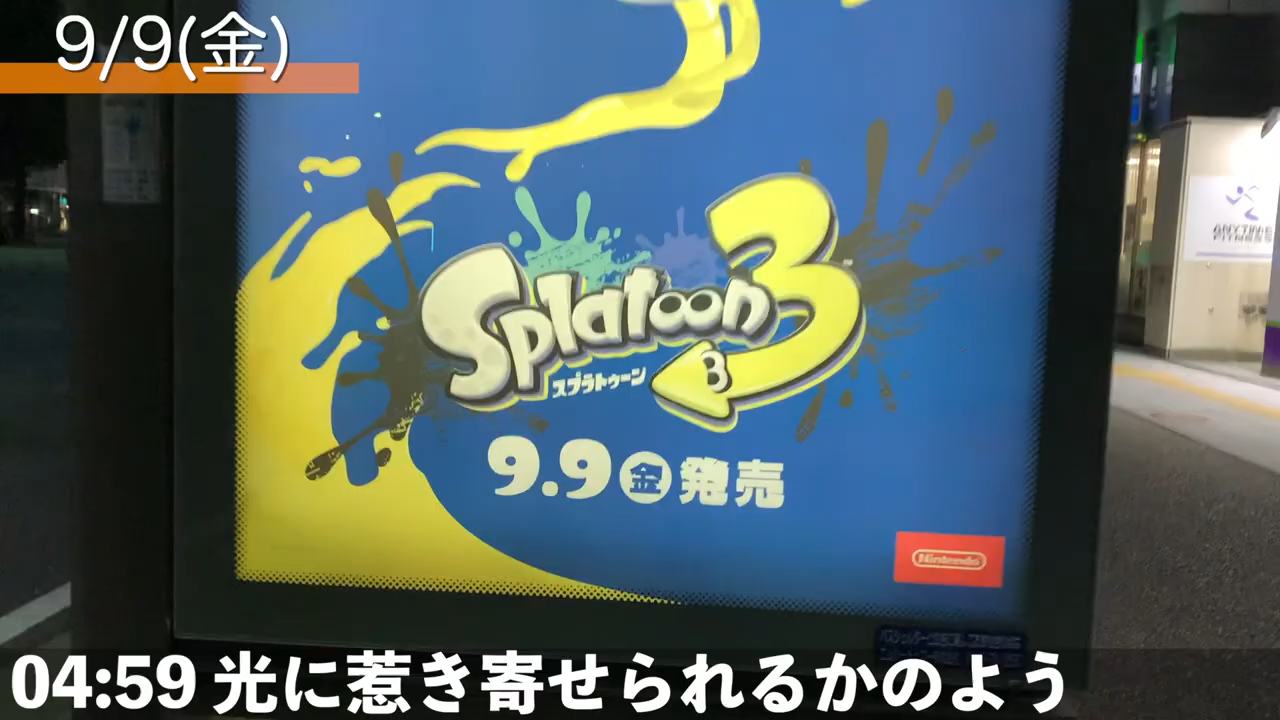 9/9(金)
Splatoon 3
スプラトゥーン
9.9金発売
Nintendo
ANYTIME
04:59 光に惹き寄せられるかのよう